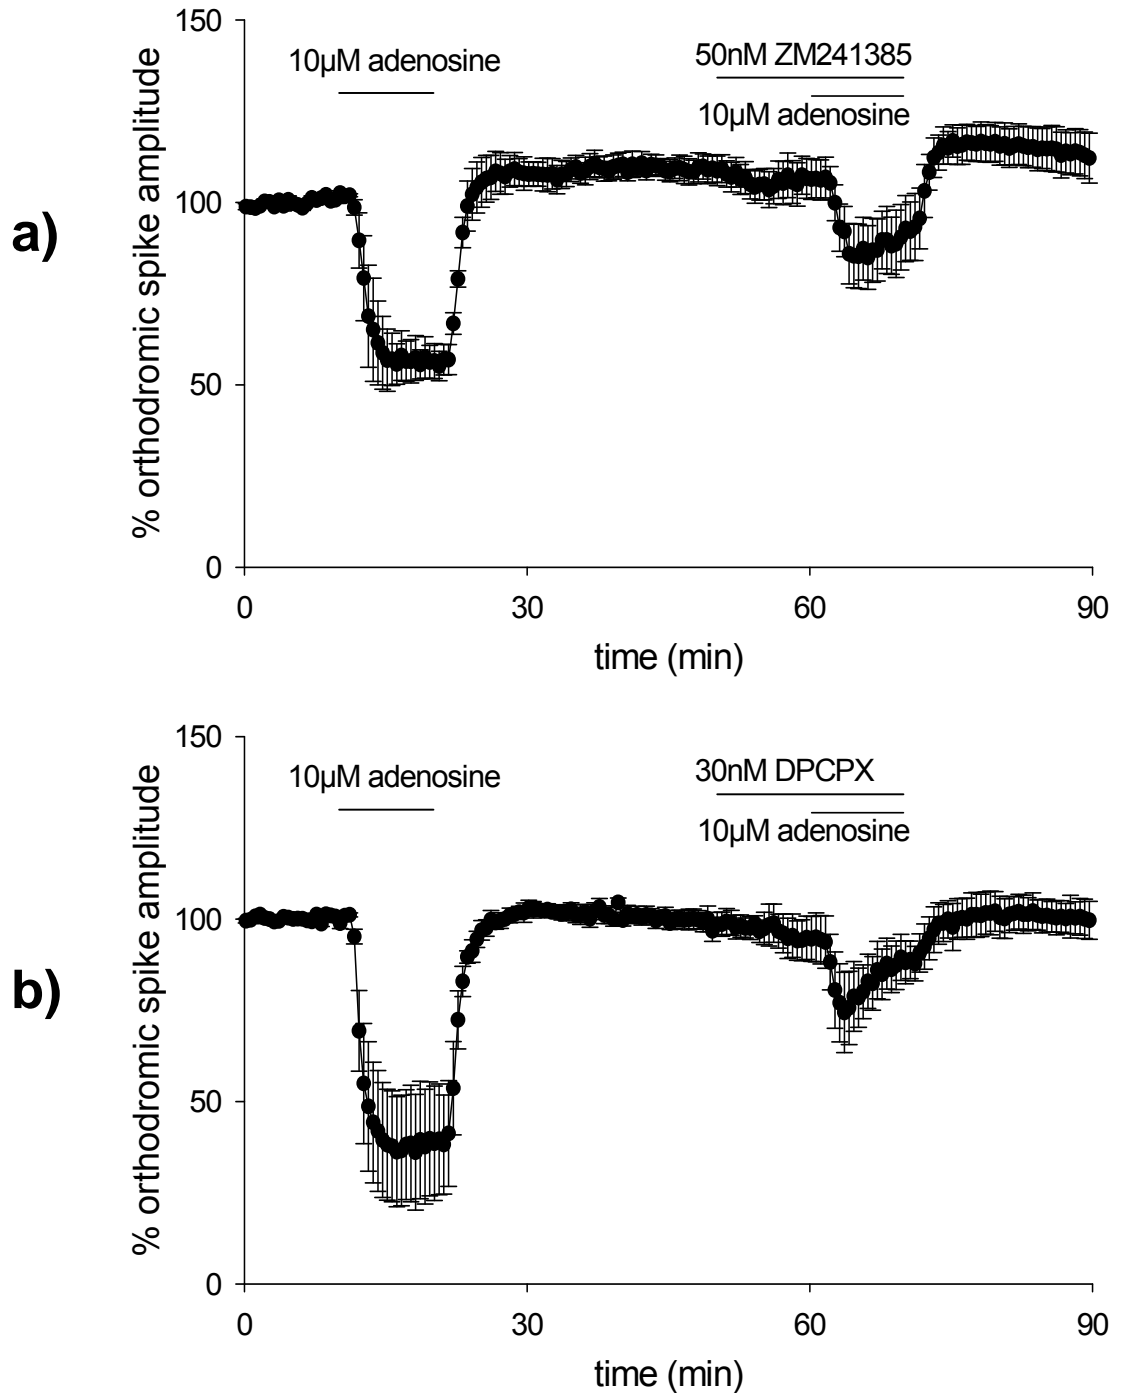 a)
% orthodromic spike amplitude
150
100
50
0
10µM adenosine
50nM ZM241385
10µM adenosine
0 30 60 90
time (min)
b)
% orthodromic spike amplitude
150
100
50
0
10µM adenosine
30nM DPCPX
10µM adenosine
0 30 60 90
time (min)